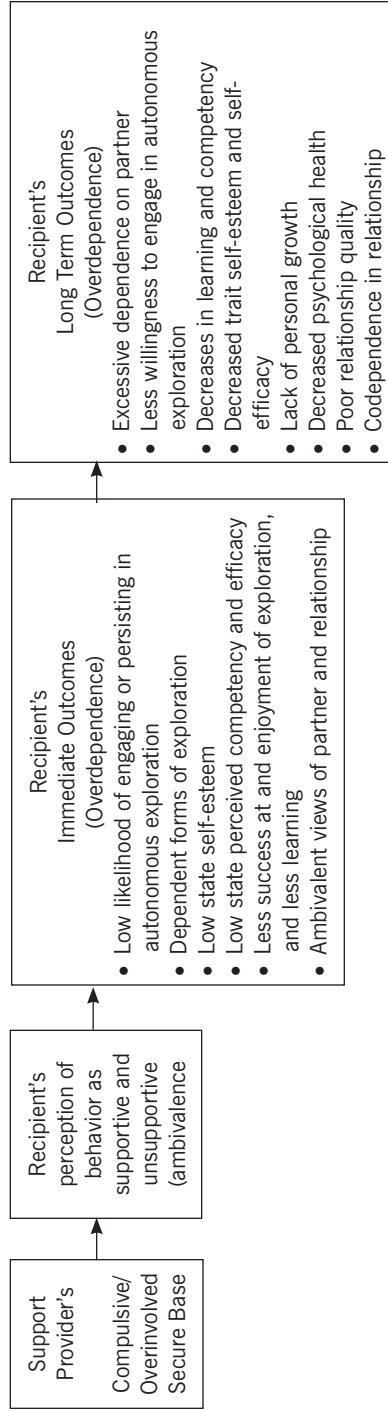 Support
Provider's
Compulsive/
Overinvolved
Secure Base
Recipient's
perception of
behavior as
supportive and
unsupportive
(ambivalence
Recipient's
Immediate Outcomes
(Overdependence)
• Low likelihood of engaging or persisting in
autonomous exploration
• Dependent forms of exploration
• Low state self-esteem
• Low state perceived competency and efficacy
• Less success at and enjoyment of exploration,
and less learning
• Ambivalent views of partner and relationship
Recipient's
Long Term Outcomes
(Overdependence)
• Excessive dependence on partner
• Less willingness to engage in autonomous
exploration
• Decreases in learning and competency
• Decreased trait self-esteem and self-
efficacy
• Lack of personal growth
• Decreased psychological health
• Poor relationship quality
• Codependence in relationship